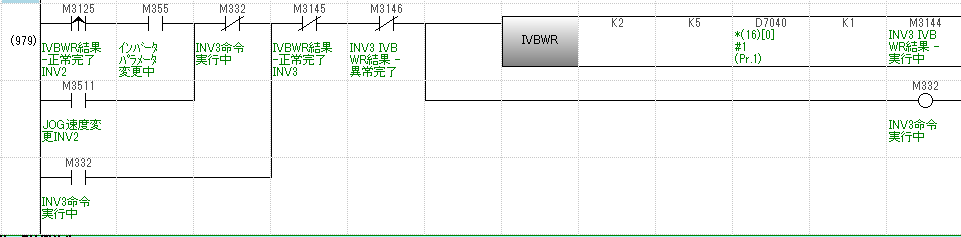 M3125 M355 M332 M3145 M3146
(979) IVBWR K2 K5 D7040 K1 M3144
IVBWR結果 -正常完了 INV2
インバータ パラメータ 変更中
INV3命令 実行中
IVBWR結果 -正常完了 INV3
INV3 IVB WR結果 - 異常完了
*(16)[0] #1 (Pr.1)
INV3 IVB WR結果 - 実行中
M3511 M332
JOG速度変更INV2
INV3命令 実行中
M332
INV3命令 実行中